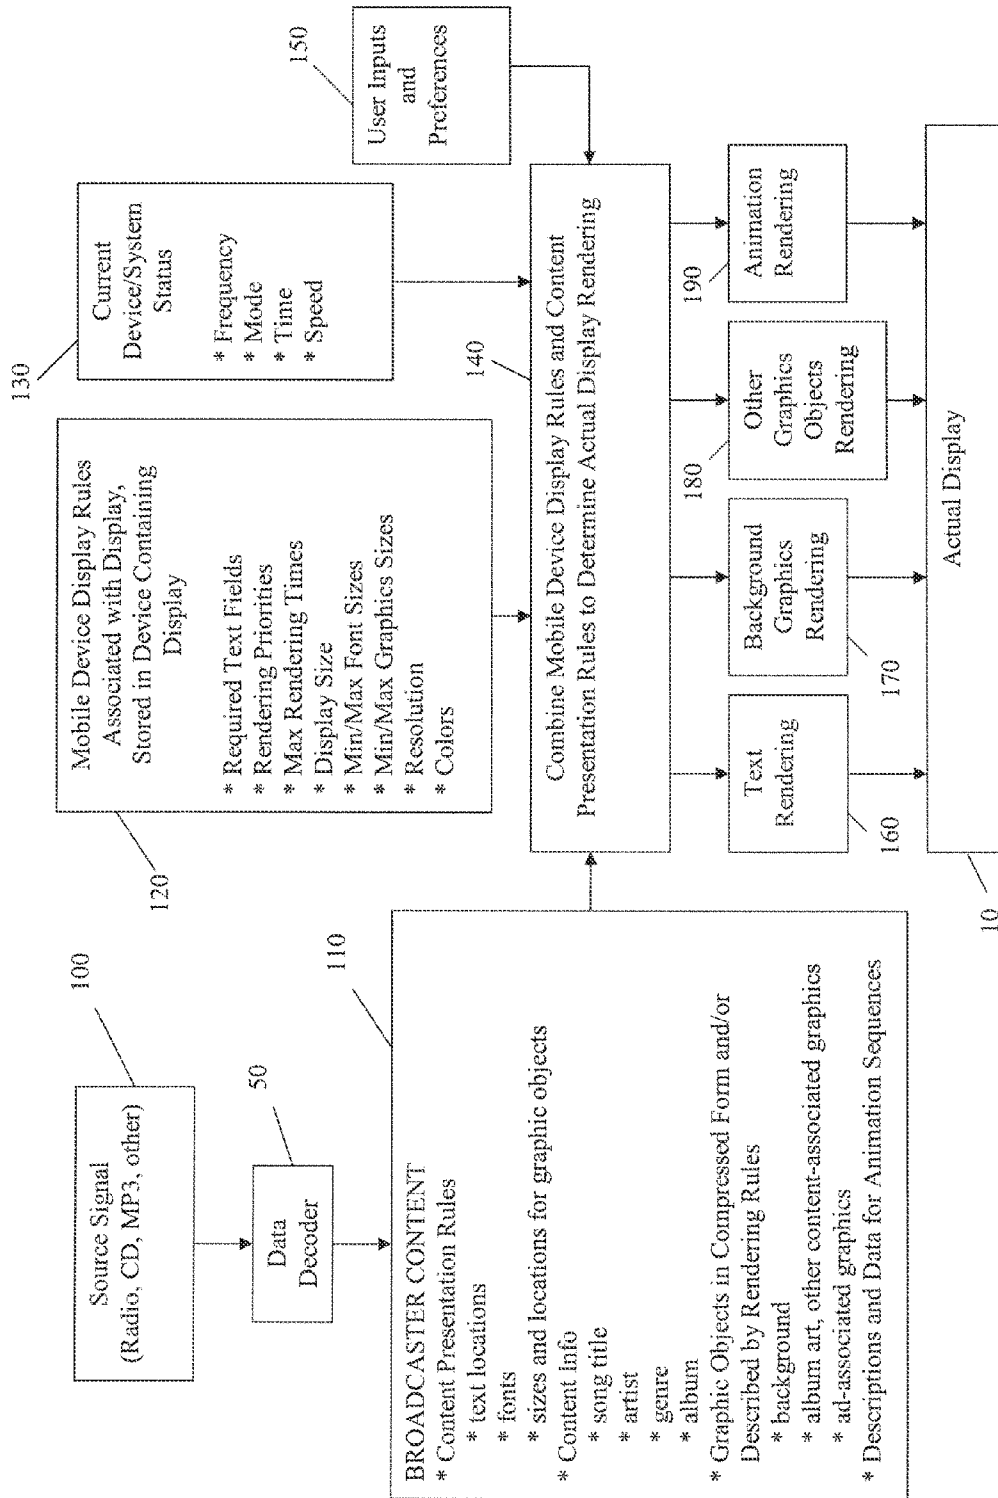 100
Source Signal
(Radio, CD, MP3, other)
50
Data
Decoder
110
BROADCASTER CONTENT
* Content Presentation Rules
* text locations
* fonts
* sizes and locations for graphic objects
* Content Info
* song title
* artist
* genre
* album
* Graphic Objects in Compressed Form and/or
Described by Rendering Rules
* background
* album art, other content-associated graphics
* ad-associated graphics
* Descriptions and Data for Animation Sequences
120
Mobile Device Display Rules
Associated with Display,
Stored in Device Containing
Display
* Required Text Fields
* Rendering Priorities
* Max Rendering Times
* Display Size
* Min/Max Font Sizes
* Min/Max Graphics Sizes
* Resolution
* Colors
130
Current
Device/System
Status
* Frequency
* Mode
* Time
* Speed
150
User Inputs
and
Preferences
140
Combine Mobile Device Display Rules and Content
Presentation Rules to Determine Actual Display Rendering
Text
Rendering
160
Background
Graphics
Rendering
170
180
Other
Graphics
Objects
Rendering
190
Animation
Rendering
Actual Display
10